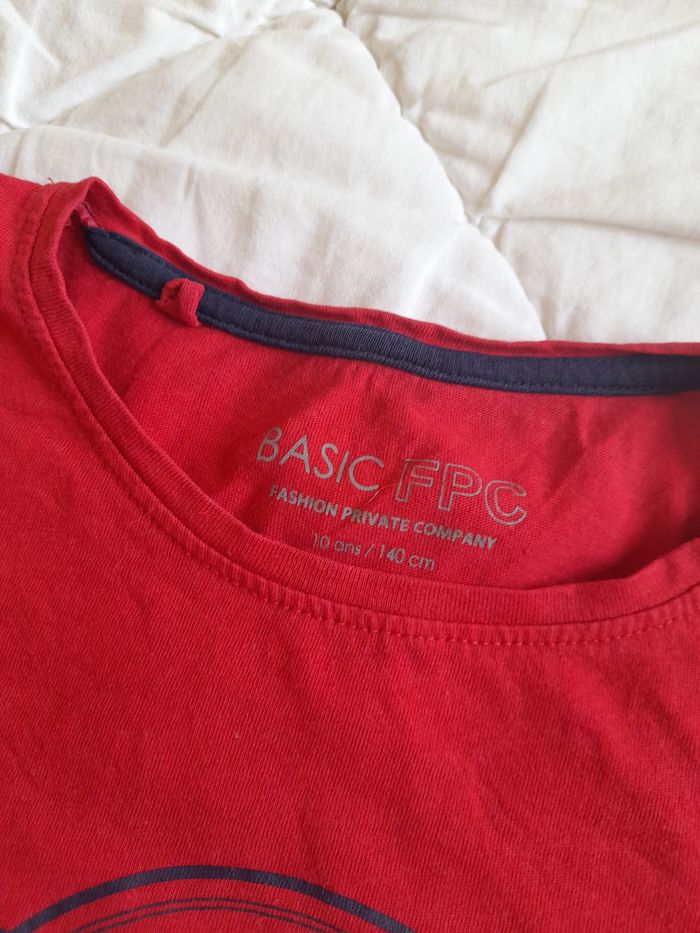 BASIC FPC
FASHION PRIVATE COMPANY
10 ans / 140 cm